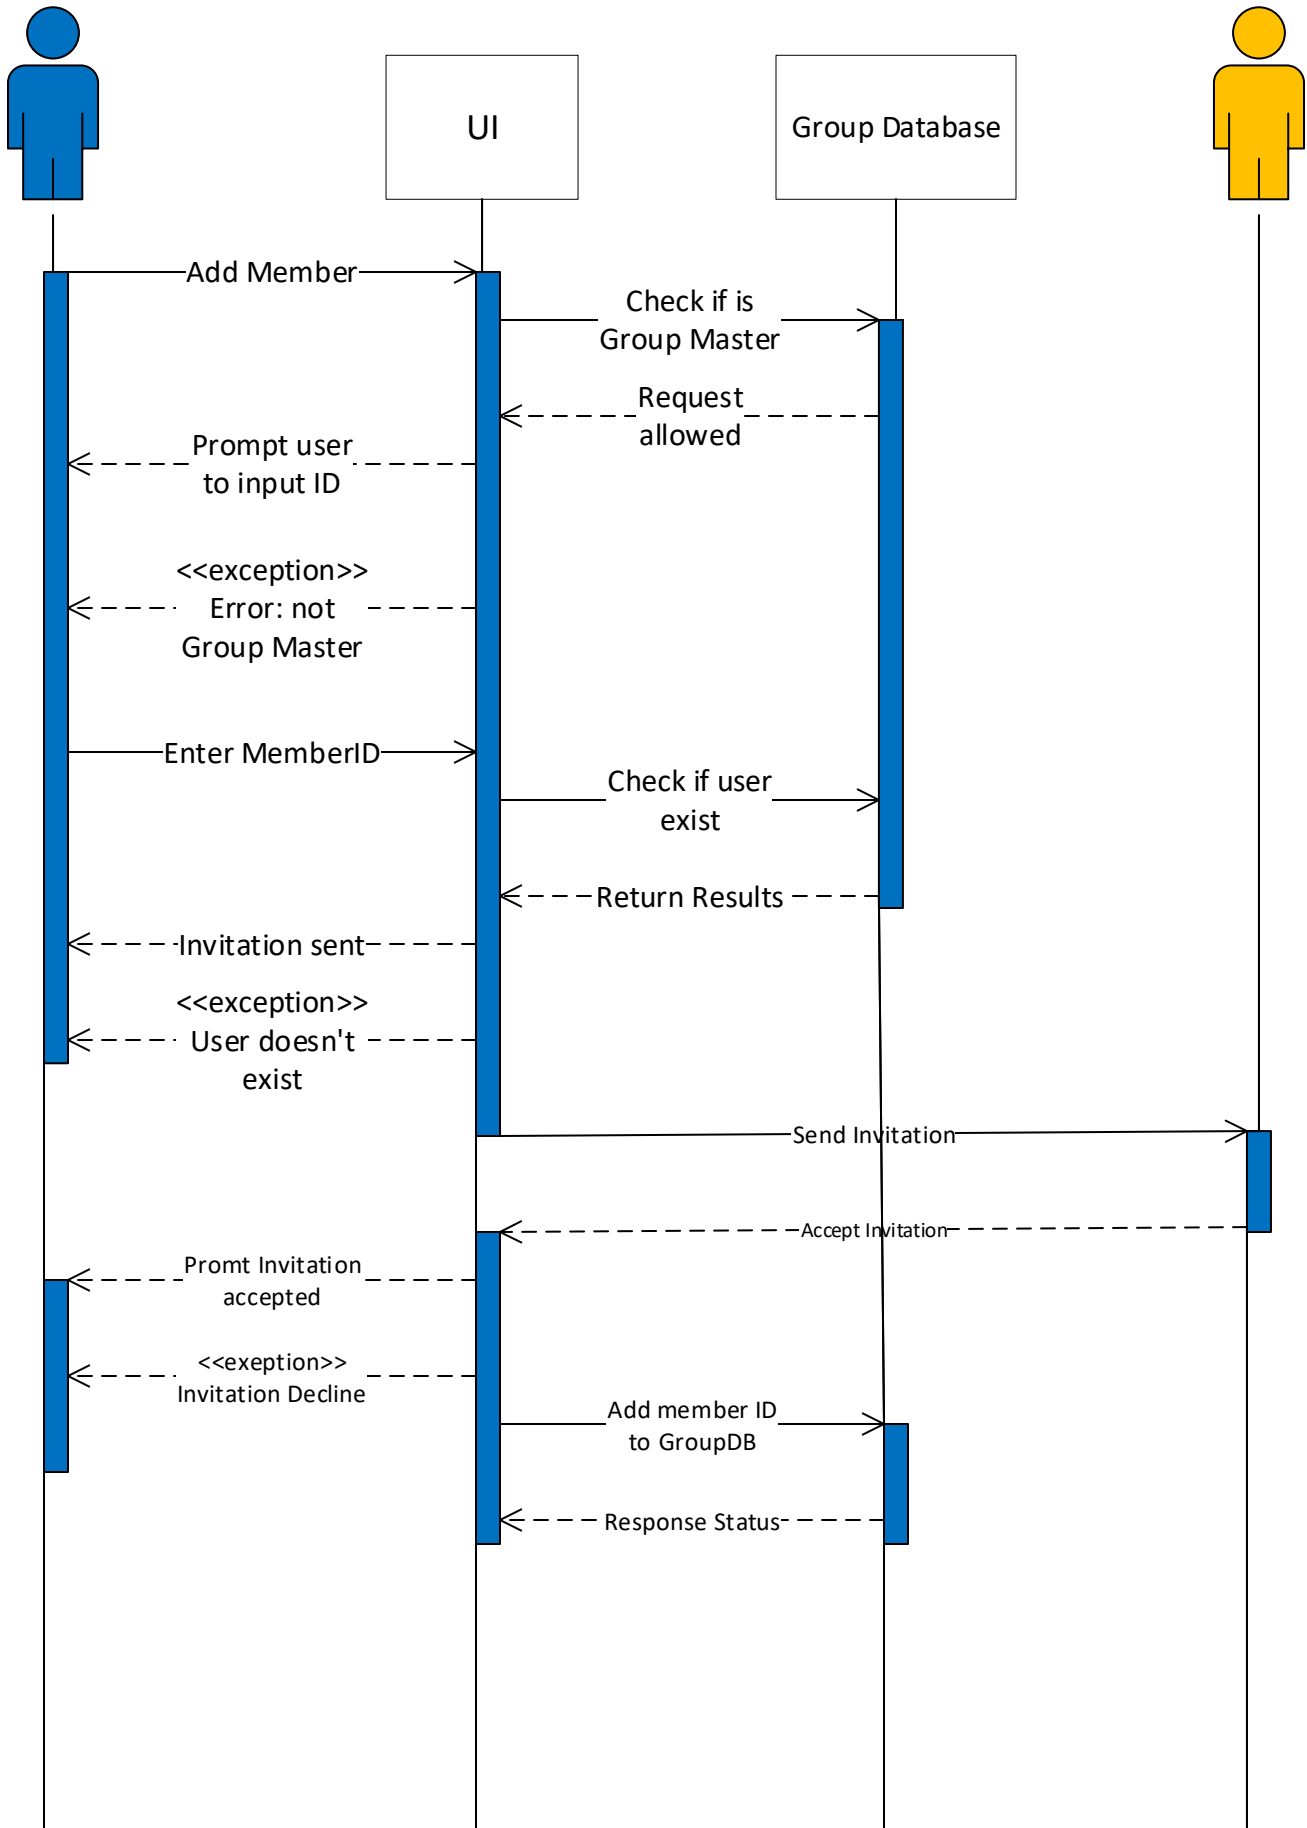 UI
Group Database
Add Member
Check if is
Group Master
Request
allowed
Prompt user
to input ID
<<exception>>
Error: not
Group Master
Enter MemberID
Check if user
exist
Return Results
Invitation sent
<<exception>>
User doesn't
exist
Send Invitation
Accept Invitation
Promt Invitation
accepted
<<exeption>>
Invitation Decline
Add member ID
to GroupDB
Response Status